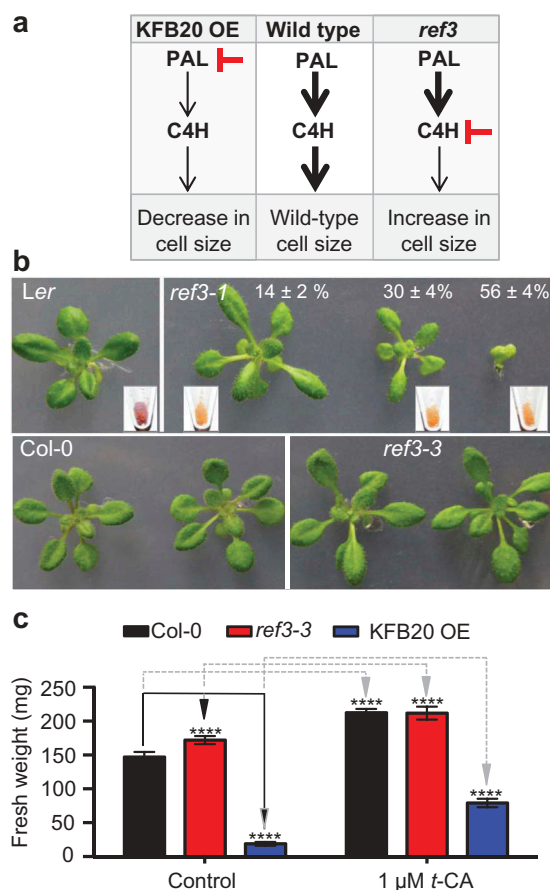 a
KFB20 OE Wild type ref3
PAL PAL PAL
C4H C4H C4H
Decrease in cell size Wild-type cell size Increase in cell size
b
Ler ref3-1 14 ± 2 % 30 ± 4% 56 ± 4%
Col-0 ref3-3
c
Col-0 ref3-3 KFB20 OE
Fresh weight (mg)
250
200
150
100
50
0
**** **** **** **** ****
Control 1 µM t-CA